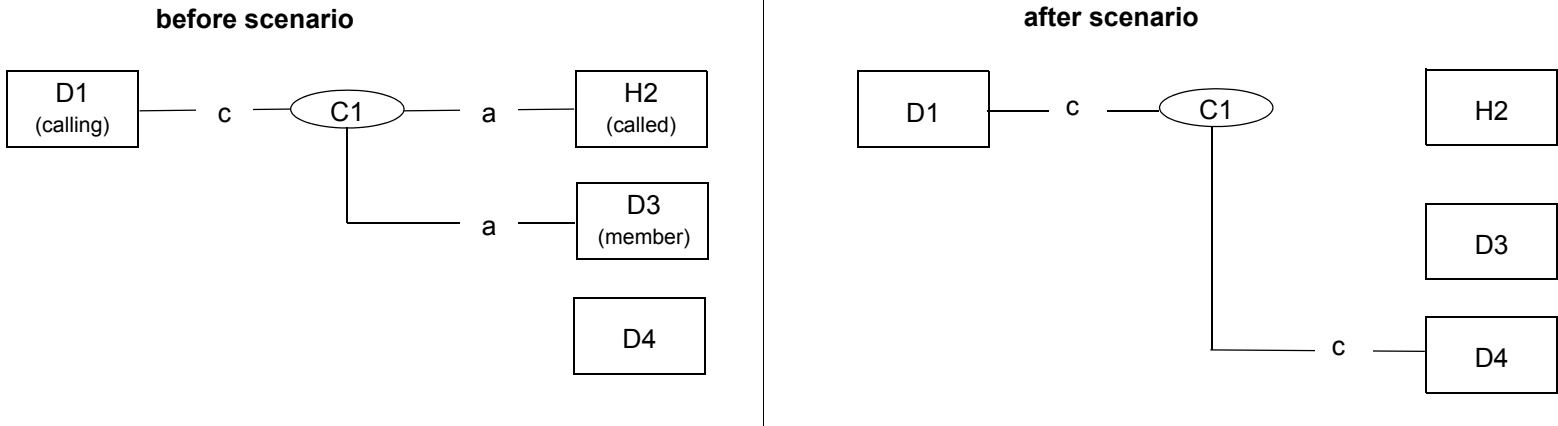 before scenario
D1
(calling)
c
C1
a
H2
(called)
a
D3
(member)
D4
after scenario
D1
c
C1
H2
D3
c
D4